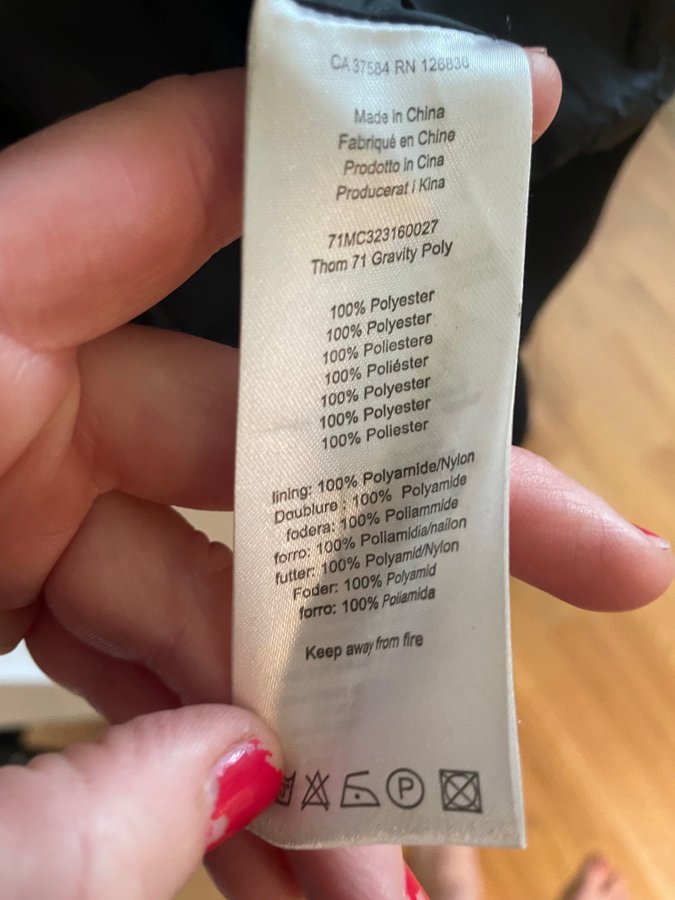 CA 37584 RN 126838
Made in China
Fabriqué en Chine
Prodotto in Cina
Producerat i Kina
71MC323160027
Thom 71 Gravity Poly
100% Polyester
100% Polyester
100% Poliestere
100% Poliéster
100% Polyester
100% Polyester
100% Poliester
lining: 100% Polyamide/Nylon
Doublure : 100% Polyamide
fodera: 100% Poliammide
forro: 100% Poliamidia/nailon
futter: 100% Polyamid/Nylon
Foder: 100% Polyamid
forro: 100% Poliamida
Keep away from fire
P